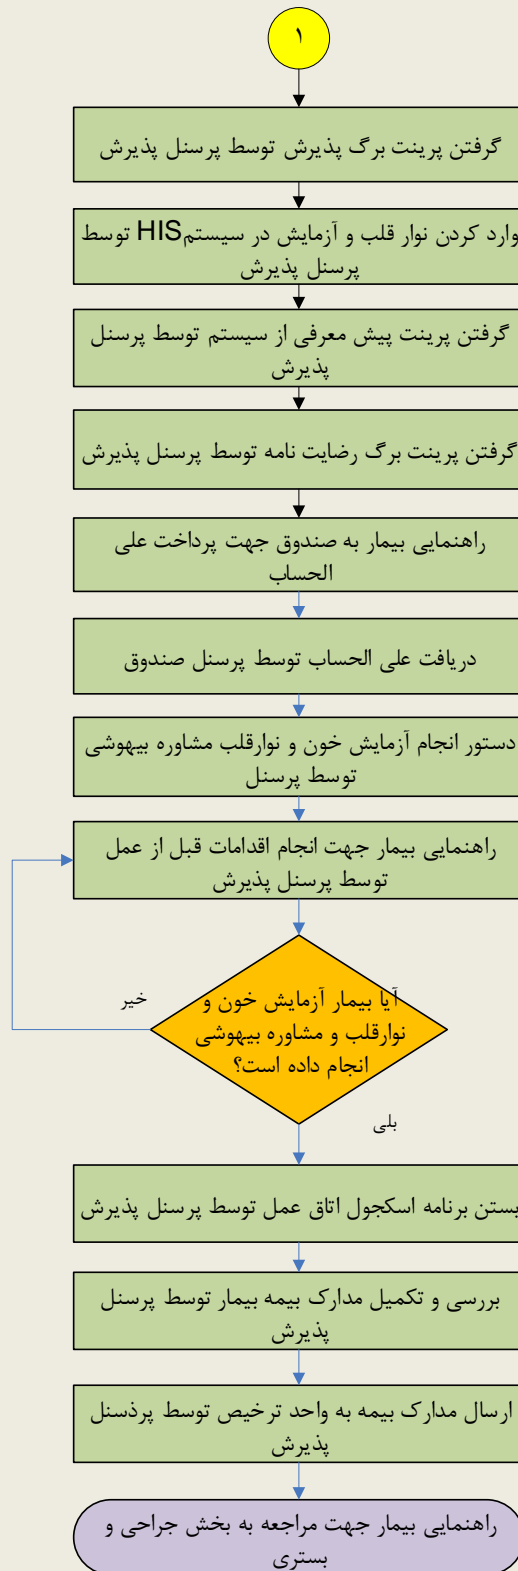 ۱
گرفتن پرینت برگ پذیرش توسط پرسنل پذیرش
وارد کردن نوار قلب و آزمایش در سیستمHIS توسط
پرسنل پذیرش
گرفتن پرینت پیش معرفی از سیستم توسط پرسنل
پذیرش
گرفتن پرینت برگ رضایت نامه توسط پرسنل پذیرش
راهنمایی بیمار به صندوق جهت پرداخت علی
الحساب
دریافت علی الحساب توسط پرسنل صندوق
دستور انجام آزمایش خون و نوارقلب مشاوره بیهوشی
توسط پرسنل
راهنمایی بیمار جهت انجام اقدامات قبل از عمل
توسط پرسنل پذیرش
آیا بیمار آزمایش خون و
نوارقلب و مشاوره بیهوشی
انجام داده است؟
خیر
بلی
بستن برنامه اسکجول اتاق عمل توسط پرسنل پذیرش
بررسی و تکمیل مدارک بیمه بیمار توسط پرسنل
پذیرش
ارسال مدارک بیمه به واحد ترخیص توسط پرذسنل
پذیرش
راهنمایی بیمار جهت مراجعه به بخش جراحی و
بستری